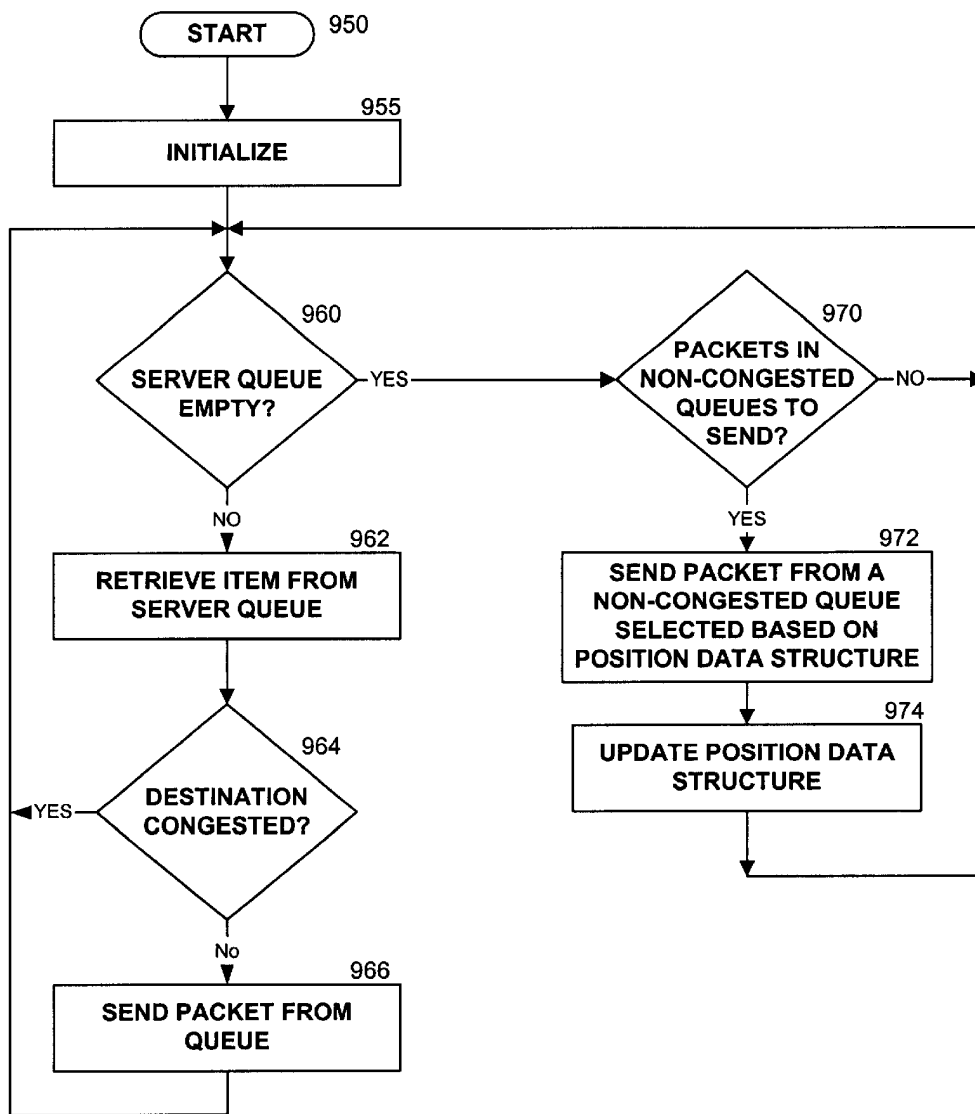 START
950
955
INITIALIZE
960
SERVER QUEUE
EMPTY?
YES
NO
970
PACKETS IN
NON-CONGESTED
QUEUES TO
SEND?
NO
YES
962
RETRIEVE ITEM FROM
SERVER QUEUE
972
SEND PACKET FROM A
NON-CONGESTED QUEUE
SELECTED BASED ON
POSITION DATA STRUCTURE
964
DESTINATION
CONGESTED?
YES
No
974
UPDATE POSITION DATA
STRUCTURE
966
SEND PACKET FROM
QUEUE